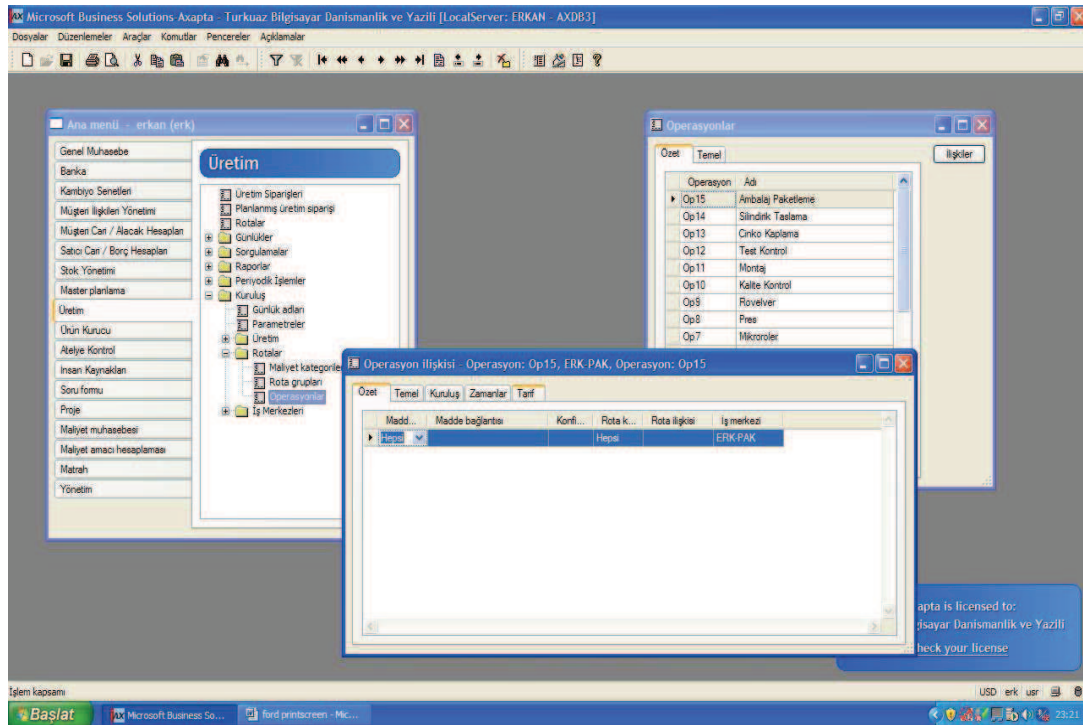 Microsoft Business Solutions-Axapta - Turkuaz Bilgisayar Danismanlik ve Yazili [LocalServer: ERKAN - AXDB3]
Dosyalar Düzenlemeler Araçlar Komutlar Pencereler Açıklamalar
Ana menü - erkan (erk)
Genel Muhasebe
Banka
Kambiyo Senetleri
Müşteri İlişkileri Yönetimi
Müşteri Cari / Alacak Hesapları
Satıcı Cari / Borç Hesapları
Stok Yönetimi
Master planlama
Üretim
Ürün Kurucu
Atelye Kontrol
İnsan Kaynakları
Soru formu
Proje
Maliyet muhasebesi
Maliyet amacı hesaplaması
Matrah
Yönetim
Üretim
Üretim Siparişleri
Planlanmış üretim siparişi
Rotalar
Günlükler
Sorgulamalar
Raporlar
Periyodik İşlemler
Kuruluş
Günlük adları
Parametreler
Üretim
Rotalar
Maliyet kategoriler
Rota grupları
Operasyonlar
İş Merkezleri
Operasyonlar
Özet Temel
İlişkiler
Operasyon Adı
Op15 Ambalaj Paketleme
Op14 Silindirik Taslama
Op13 Cinko Kaplama
Op12 Test Kontrol
Op11 Montaj
Op10 Kalite Kontrol
Op9 Rovelver
Op8 Pres
Op7 Mikroroler
Operasyon ilişkisi - Operasyon: Op15, ERK-PAK, Operasyon: Op15
Özet Temel Kuruluş Zamanlar Tarif
Madd... Madde bağlantısı Konfi... Rota k... Rota ilişkisi İş merkezi
Hepsi Hepsi ERK-PAK
apta is licensed to:
gisayar Danismanlik ve Yazili
heck your license
İşlem kapsamı
USD erk usr
Başlat Microsoft Business So... ford printscreen - Mic... 23:21